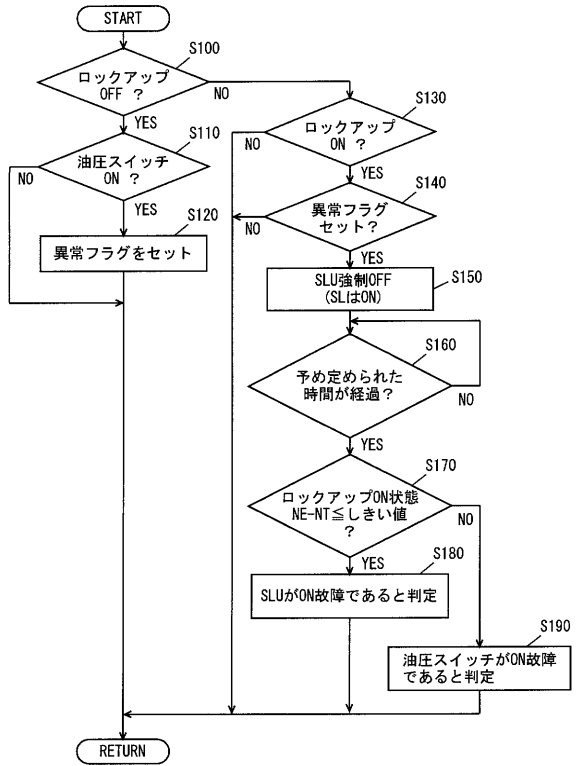 START
S100
ロックアップ
OFF ?
NO
YES
S110
油圧スイッチ
ON ?
NO
YES
S120
異常フラグをセット
S130
ロックアップ
ON ?
NO
YES
S140
異常フラグ
セット?
NO
YES
S150
SLU強制OFF
(SLはON)
S160
予め定められた
時間が経過?
NO
YES
S170
ロックアップON状態
NE-NT≦しきい値
?
NO
YES
S180
SLUがON故障であると判定
S190
油圧スイッチがON故障
であると判定
RETURN